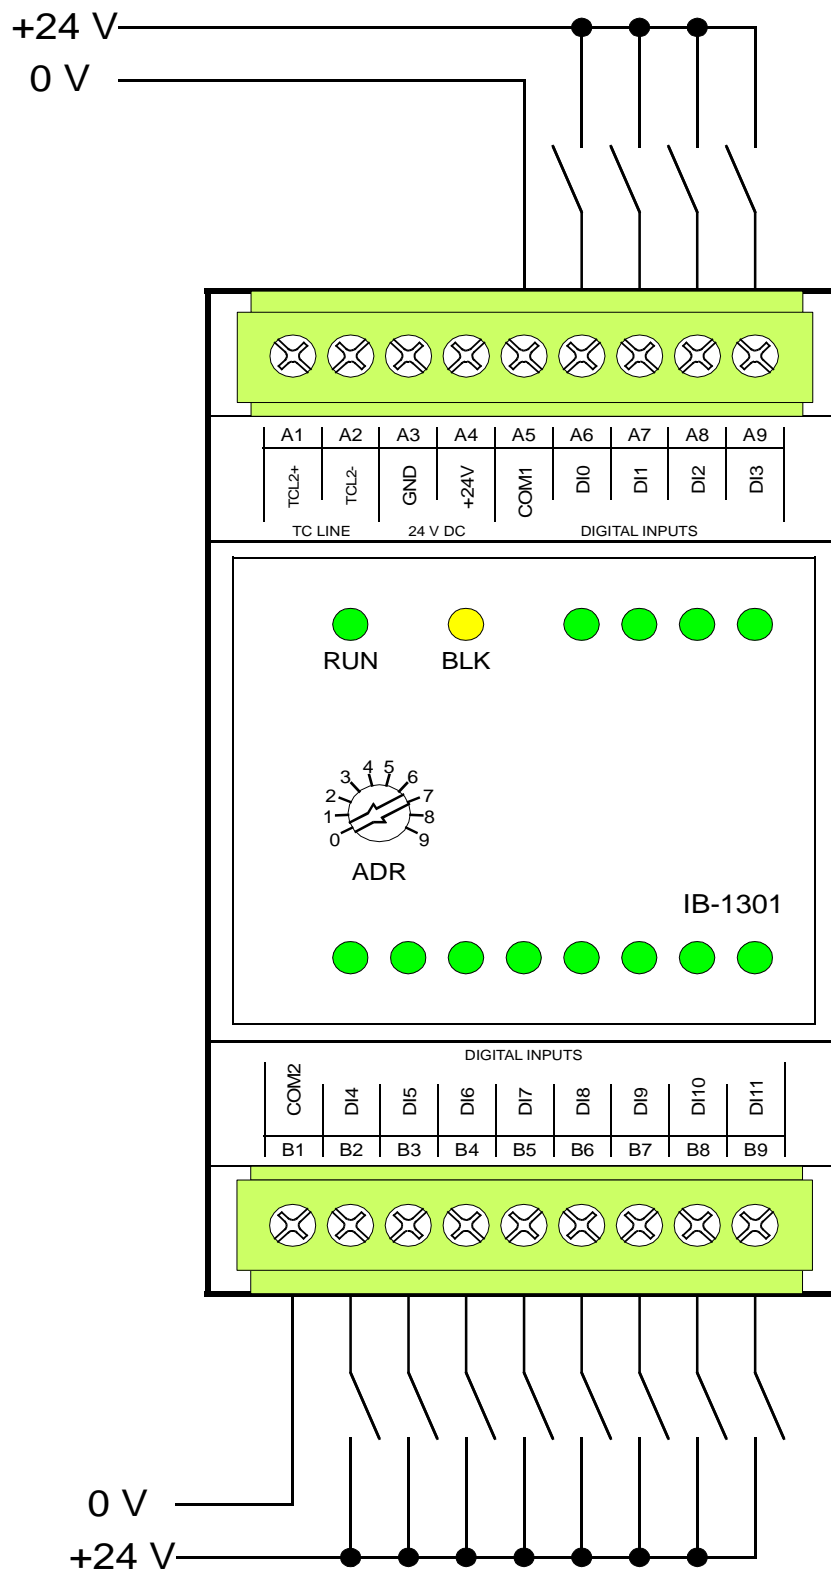 +24 V
0 V
A1 A2 A3 A4 A5 A6 A7 A8 A9
TCL2+ TCL2- GND +24V COM1 DI0 DI1 DI2 DI3
TC LINE 24 V DC DIGITAL INPUTS
RUN BLK
0 1 2 3 4 5 6 7 8 9
ADR
IB-1301
DIGITAL INPUTS
COM2 DI4 DI5 DI6 DI7 DI8 DI9 DI10 DI11
B1 B2 B3 B4 B5 B6 B7 B8 B9
0 V
+24 V